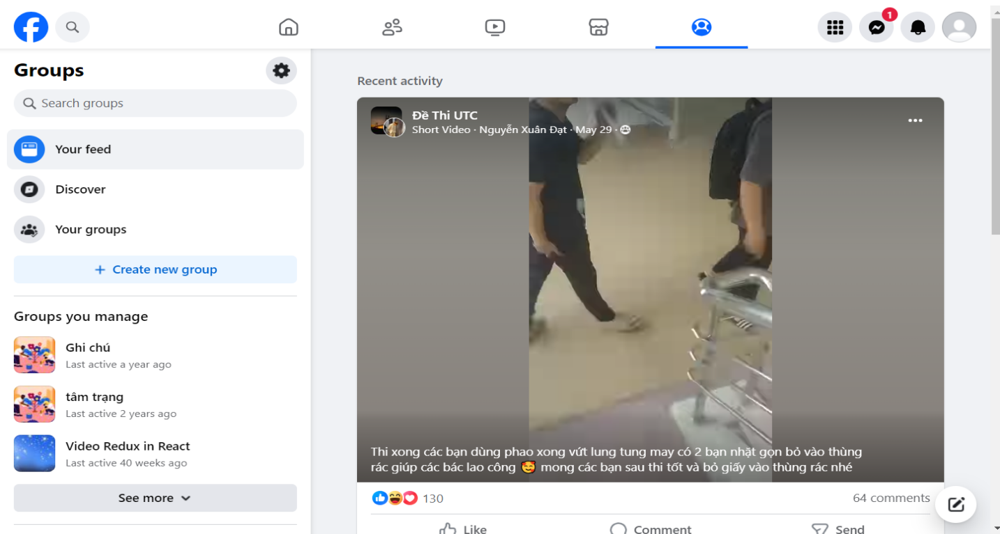 1
Groups
Search groups
Your feed
Discover
Your groups
+ Create new group
Groups you manage
Ghi chú
Last active a year ago
tâm trạng
Last active 2 years ago
Video Redux in React
Last active 40 weeks ago
See more
Recent activity
Đề Thi UTC
Short Video · Nguyễn Xuân Đạt · May 29 ·
Thi xong các bạn dùng phao xong vứt lung tung may có 2 bạn nhặt gọn bỏ vào thùng
rác giúp các bác lao công 🥰 mong các bạn sau thi tốt và bỏ giấy vào thùng rác nhé
130
64 comments
Like
Comment
Send